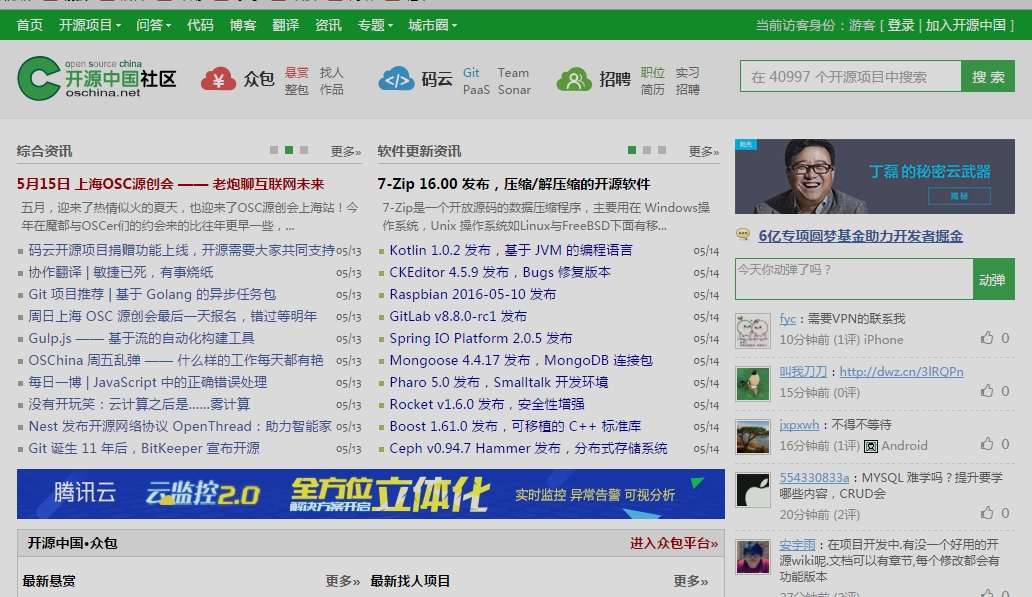 首页 开源项目 问答 代码 博客 翻译 资讯 专题 城市圈 当前访客身份：游客 [ 登录 | 加入开源中国 ]
open source china
开源中国社区
oschina.net
众包 悬赏 找人
整包 作品
码云 Git Team
PaaS Sonar
招聘 职位 实习
简历 招聘
在 40997 个开源项目中搜索 搜 索
综合资讯 更多»
5月15日 上海OSC源创会 —— 老炮聊互联网未来
五月，迎来了热情似火的夏天，也迎来了OSC源创会上海站！今
年在魔都与OSCer们的约会来的比往年更早一些，...
码云开源项目捐赠功能上线，开源需要大家共同支持 05/13
协作翻译 | 敏捷已死，有事烧纸 05/13
Git 项目推荐 | 基于 Golang 的异步任务包 05/13
周日上海 OSC 源创会最后一天报名，错过等明年 05/13
Gulp.js —— 基于流的自动化构建工具 05/13
OSChina 周五乱弹 —— 什么样的工作每天都有艳 05/13
每日一博 | JavaScript 中的正确错误处理 05/13
没有开玩笑：云计算之后是……雾计算 05/13
Nest 发布开源网络协议 OpenThread：助力智能家 05/13
Git 诞生 11 年后，BitKeeper 宣布开源 05/13
软件更新资讯 更多»
7-Zip 16.00 发布，压缩/解压缩的开源软件
7-Zip是一个开放源码的数据压缩程序，主要用在 Windows操
作系统，Unix 操作系统如Linux与FreeBSD下面有移...
Kotlin 1.0.2 发布，基于 JVM 的编程语言 05/14
CKEditor 4.5.9 发布，Bugs 修复版本 05/14
Raspbian 2016-05-10 发布 05/14
GitLab v8.8.0-rc1 发布 05/14
Spring IO Platform 2.0.5 发布 05/14
Mongoose 4.4.17 发布，MongoDB 连接包 05/14
Pharo 5.0 发布，Smalltalk 开发环境 05/14
Rocket v1.6.0 发布，安全性增强 05/14
Boost 1.61.0 发布，可移植的 C++ 标准库 05/14
Ceph v0.94.7 Hammer 发布，分布式存储系统 05/14
腾讯云 云监控2.0 全方位立体化 解决方案开启 实时监控 异常告警 可视分析
开源中国•众包 进入众包平台»
最新悬赏 更多» 最新找人项目 更多»
抢先
丁磊的秘密云武器
揭秘
6亿专项圆梦基金助力开发者掘金
今天你动弹了吗？ 动弹
fyc：需要VPN的联系我
10分钟前 (1评) iPhone 0
叫我刀刀：http://dwz.cn/3lRQPn
15分钟前 (0评) 0
jxpxwh：不得不等待
16分钟前 (1评) Android 0
554330833a：MYSQL 难学吗？提升要学
哪些内容，CRUD会
20分钟前 (2评) 0
安宇雨：在项目开发中,有没一个好用的开
源wiki呢.文档可以有章节,每个修改都会有
功能版本
27分钟前 (2评) 0